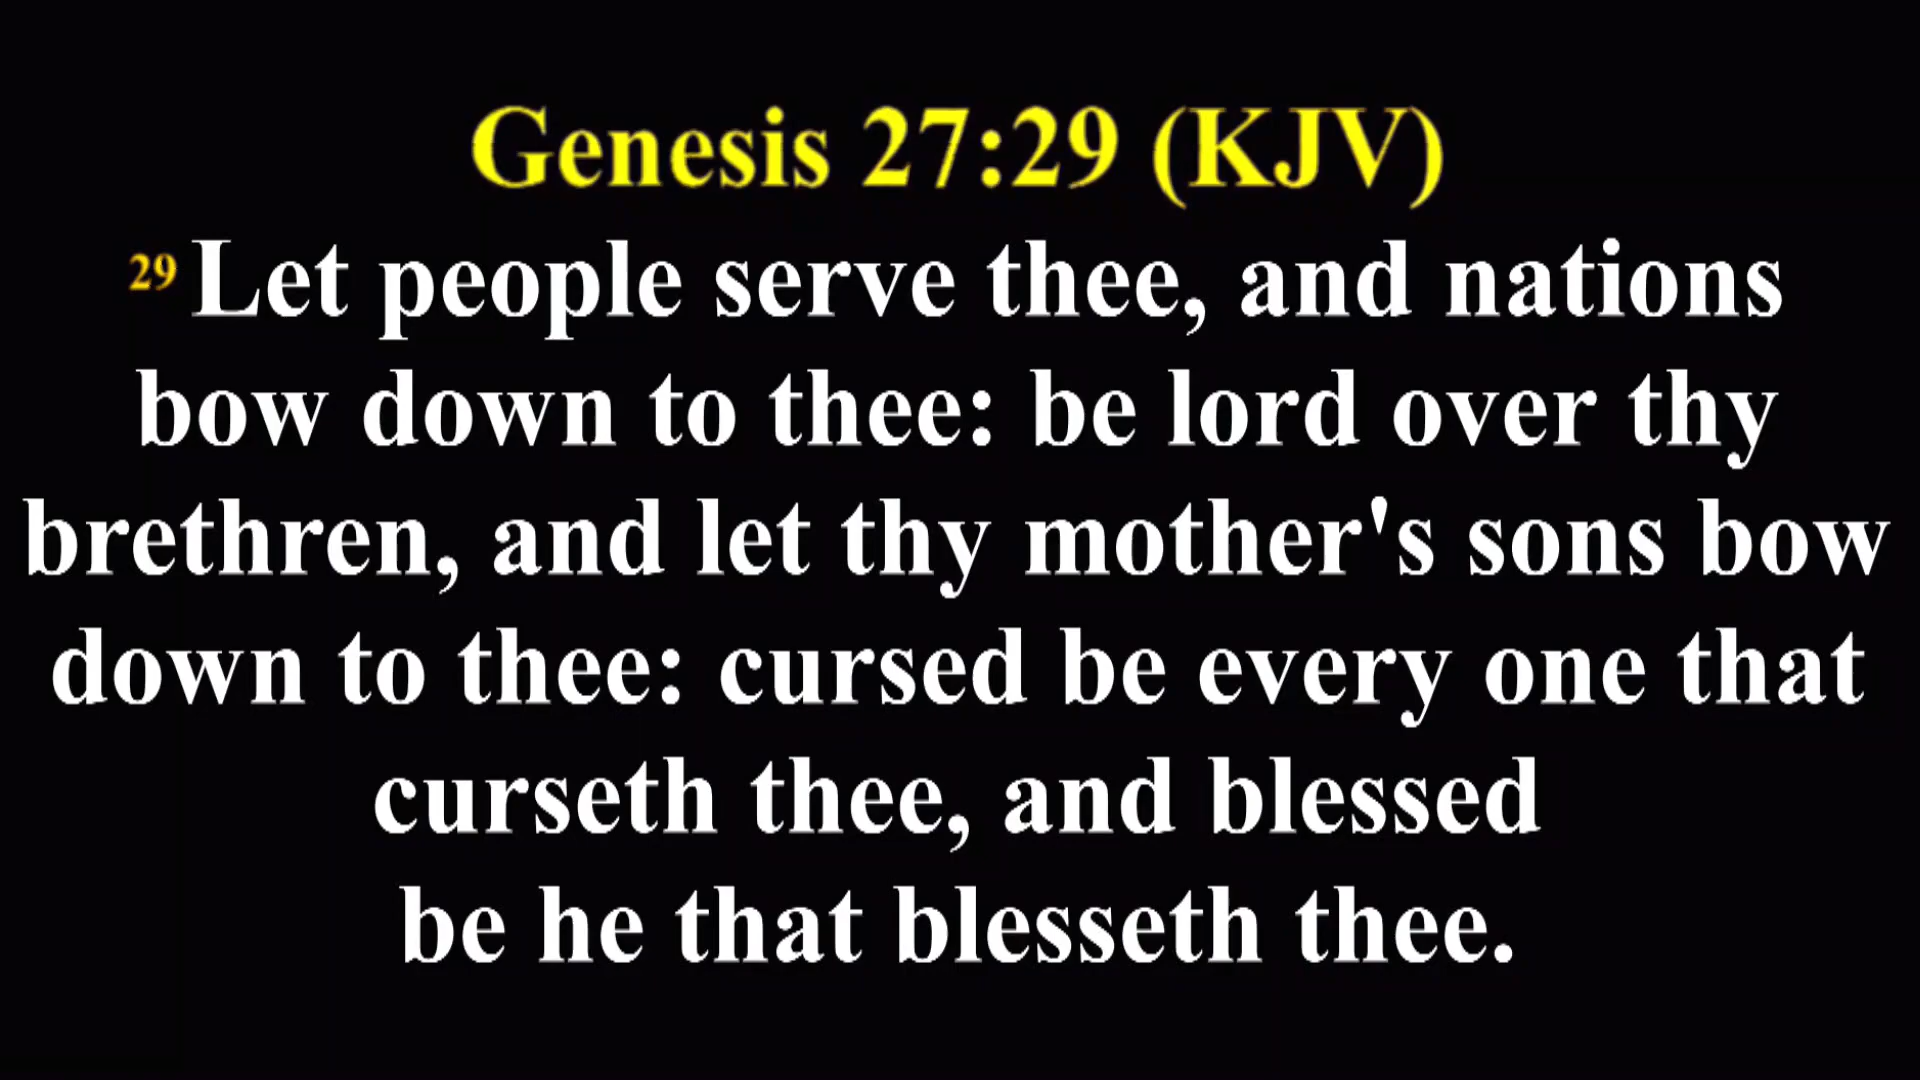 Genesis 27:29 (KJV)
29 Let people serve thee, and nations
bow down to thee: be lord over thy
brethren, and let thy mother's sons bow
down to thee: cursed be every one that
curseth thee, and blessed
be he that blesseth thee.